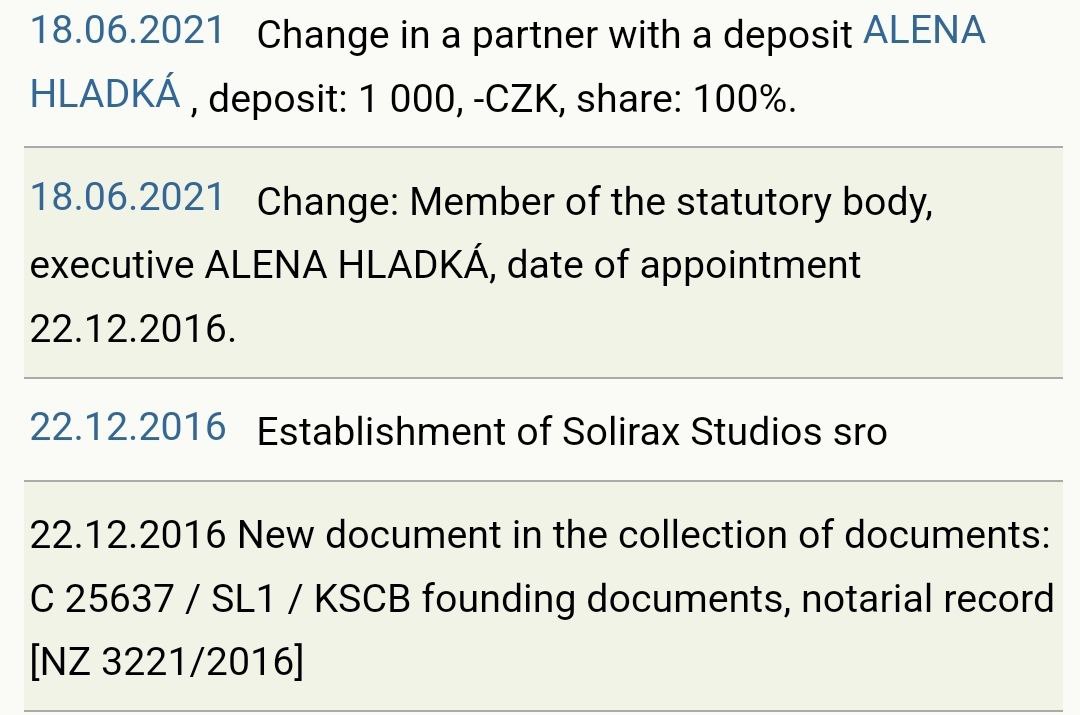 18.06.2021 Change in a partner with a deposit ALENA
HLADKÁ , deposit: 1 000, -CZK, share: 100%.
18.06.2021 Change: Member of the statutory body,
executive ALENA HLADKÁ, date of appointment
22.12.2016.
22.12.2016 Establishment of Solirax Studios sro
22.12.2016 New document in the collection of documents:
C 25637 / SL1 / KSCB founding documents, notarial record
[NZ 3221/2016]